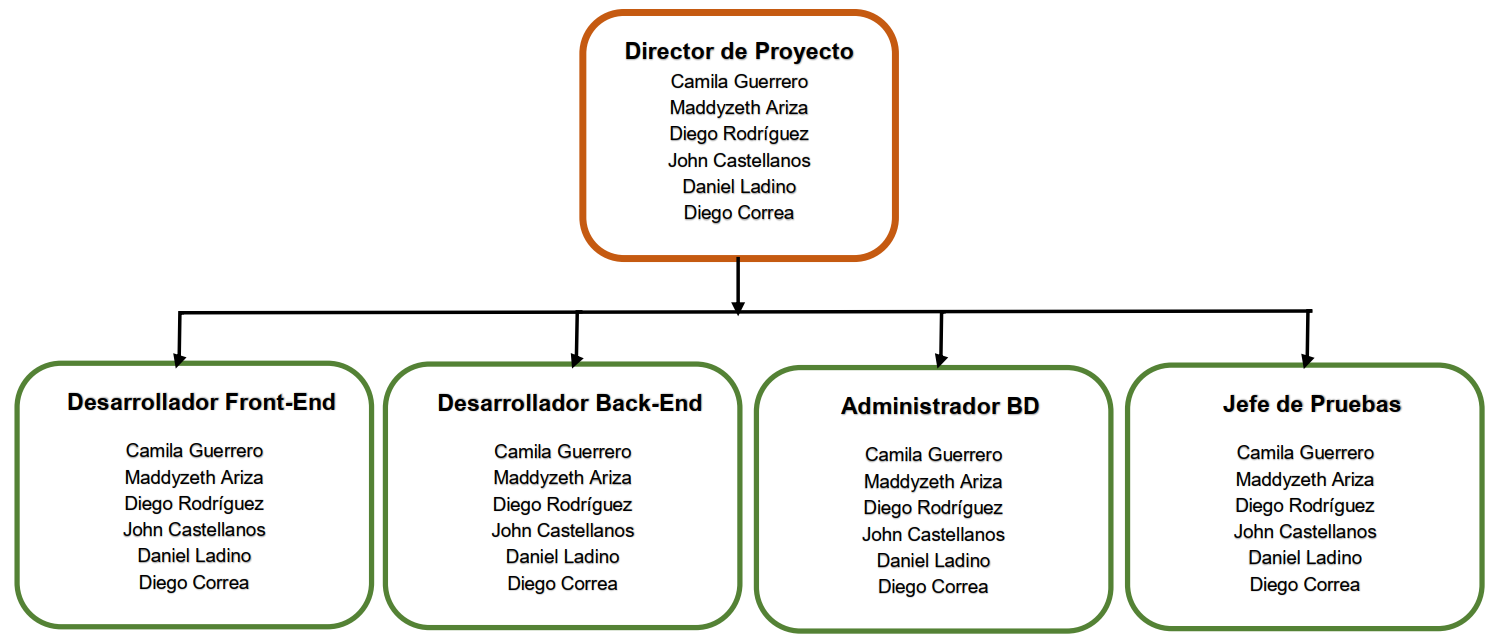 Director de Proyecto
Camila Guerrero
Maddyzeth Ariza
Diego Rodríguez
John Castellanos
Daniel Ladino
Diego Correa
Desarrollador Front-End
Camila Guerrero
Maddyzeth Ariza
Diego Rodríguez
John Castellanos
Daniel Ladino
Diego Correa
Desarrollador Back-End
Camila Guerrero
Maddyzeth Ariza
Diego Rodríguez
John Castellanos
Daniel Ladino
Diego Correa
Administrador BD
Camila Guerrero
Maddyzeth Ariza
Diego Rodríguez
John Castellanos
Daniel Ladino
Diego Correa
Jefe de Pruebas
Camila Guerrero
Maddyzeth Ariza
Diego Rodríguez
John Castellanos
Daniel Ladino
Diego Correa